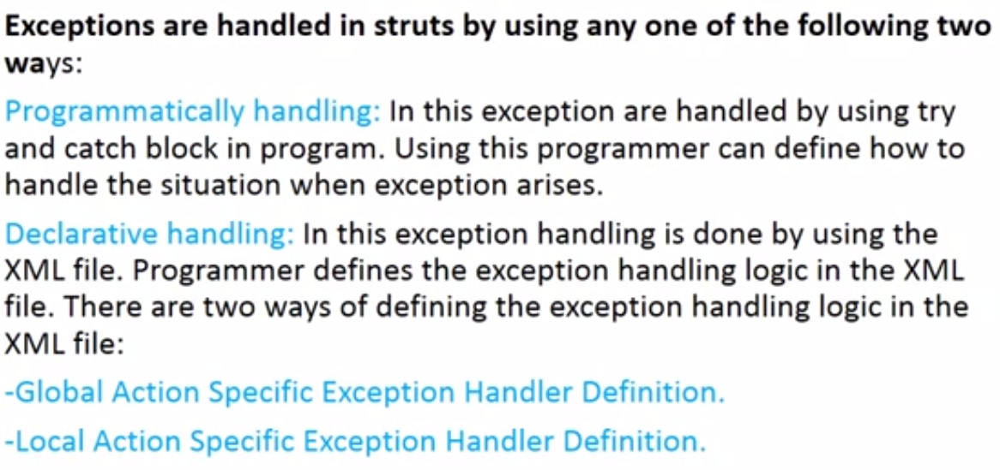 Exceptions are handled in struts by using any one of the following two
ways:
Programmatically handling: In this exception are handled by using try
and catch block in program. Using this programmer can define how to
handle the situation when exception arises.
Declarative handling: In this exception handling is done by using the
XML file. Programmer defines the exception handling logic in the XML
file. There are two ways of defining the exception handling logic in the
XML file:
-Global Action Specific Exception Handler Definition.
-Local Action Specific Exception Handler Definition.